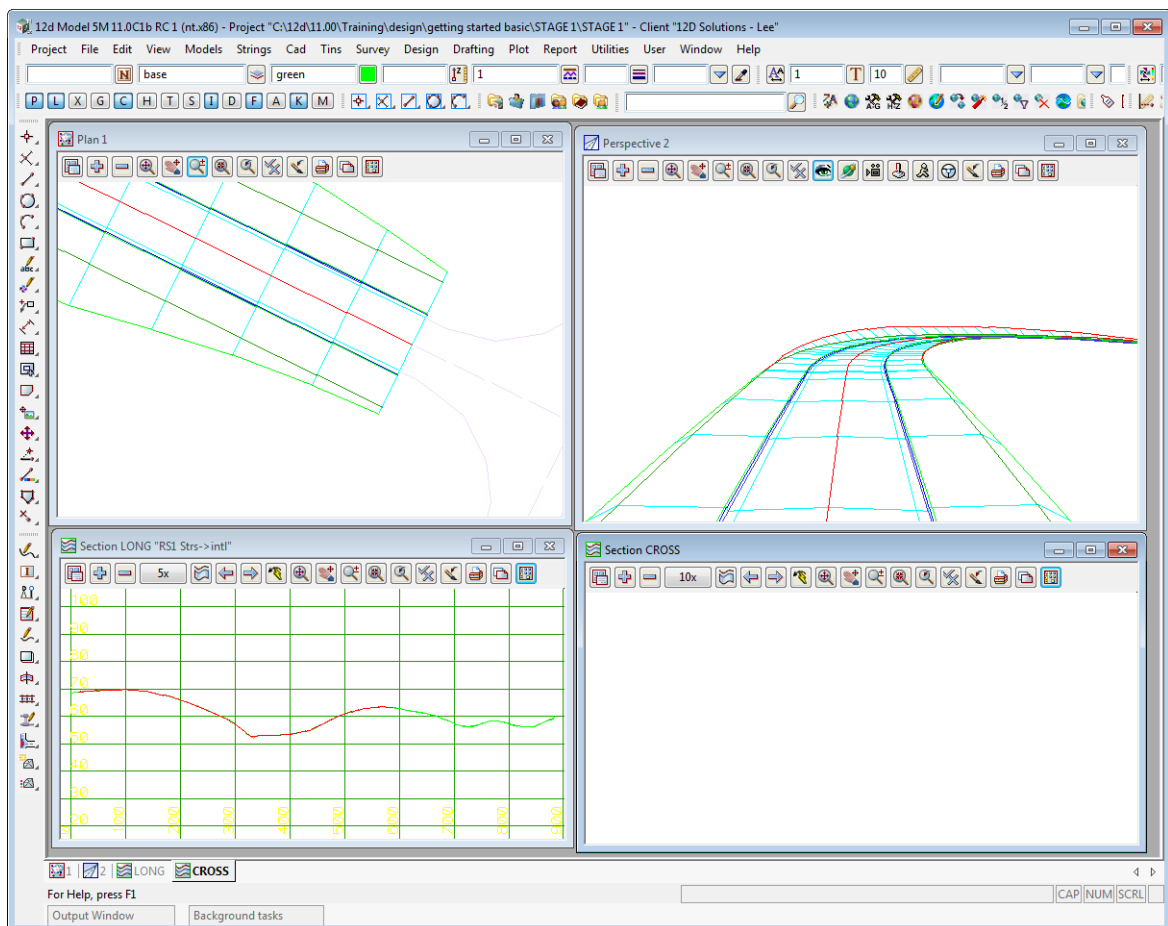 12d Model 5M 11.0C1b RC 1 (nt.x86) - Project "C:\12d\11.00\Training\design\getting started basic\STAGE 1\STAGE 1" - Client "12D Solutions - Lee"
Project File Edit View Models Strings Cad Tins Survey Design Drafting Plot Report Utilities User Window Help
N base green 1 1 T 10
P L X G C H T S I D F A K M
Plan 1
Perspective 2
Section LONG "RS1 Strs->intl"
5x
100
90
80
70
60
50
40
30
20
0 100 200 300 400 500 600 700 800 900
Section CROSS
10x
1 2 LONG CROSS
For Help, press F1
CAP NUM SCRL
Output Window Background tasks